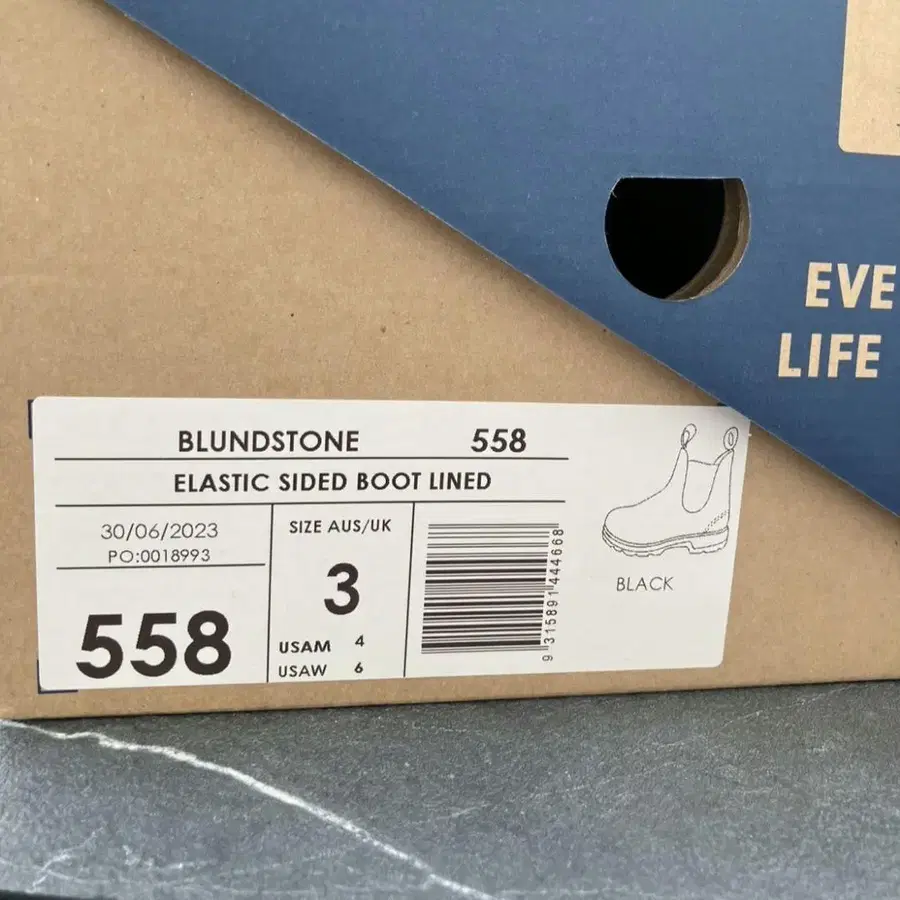 EVE
LIFE
BLUNDSTONE 558
ELASTIC SIDED BOOT LINED
30/06/2023
PO:0018993
558
SIZE AUS/UK
3
USAM 4
USAW 6
9 315891 444668
BLACK